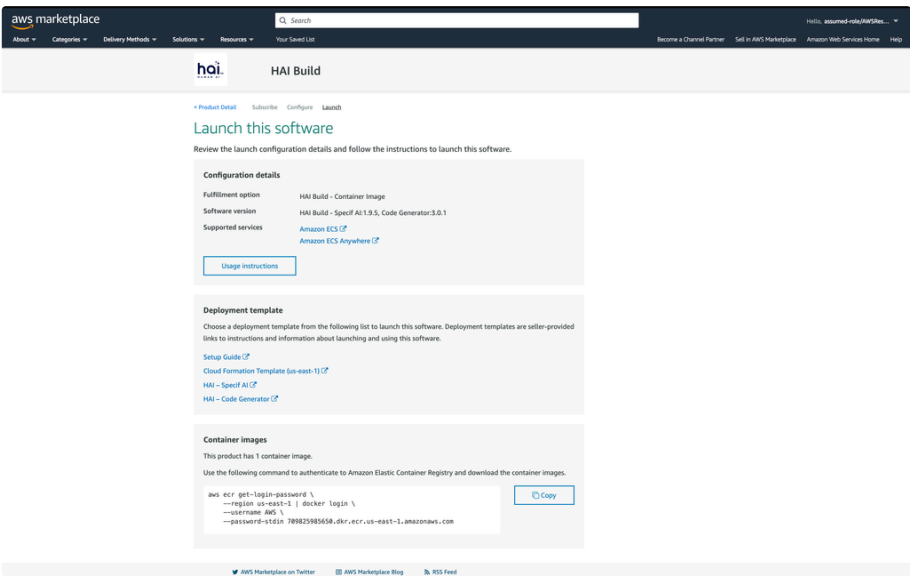 aws marketplace
Search
Hello, assumed-role/AWSRes...
About
Categories
Delivery Methods
Solutions
Resources
Your Saved List
Become a Channel Partner
Sell in AWS Marketplace
Amazon Web Services Home
Help
hai
HUMAN AI
HAI Build
< Product Detail
Subscribe
Configure
Launch
Launch this software
Review the launch configuration details and follow the instructions to launch this software.
Configuration details
Fulfillment option
HAI Build - Container Image
Software version
HAI Build - Specif AI:1.9.5, Code Generator:3.0.1
Supported services
Amazon ECS
Amazon ECS Anywhere
Usage instructions
Deployment template
Choose a deployment template from the following list to launch this software. Deployment templates are seller-provided
links to instructions and information about launching and using this software.
Setup Guide
Cloud Formation Template (us-east-1)
HAI – Specif AI
HAI – Code Generator
Container images
This product has 1 container image.
Use the following command to authenticate to Amazon Elastic Container Registry and download the container images.
aws ecr get-login-password \
--region us-east-1 | docker login \
--username AWS \
--password-stdin 709825985650.dkr.ecr.us-east-1.amazonaws.com
Copy
AWS Marketplace on Twitter
AWS Marketplace Blog
RSS Feed